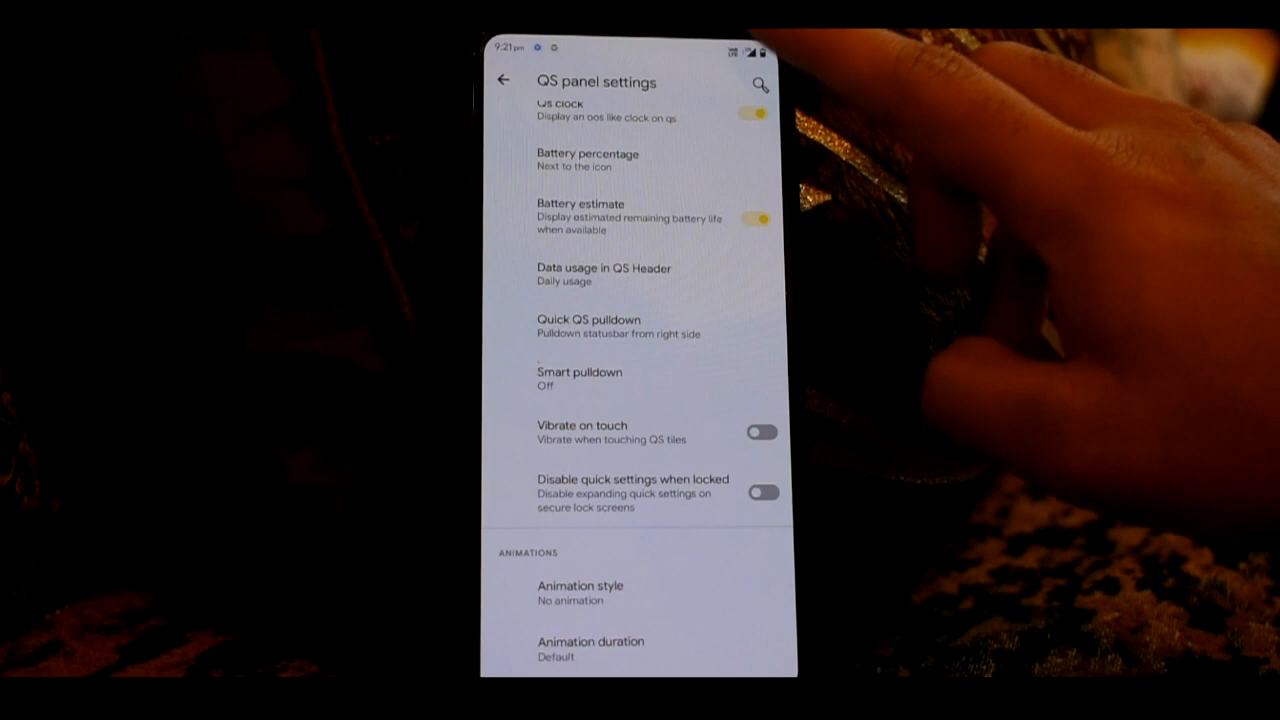 9:21pm
QS panel settings
QS clock
Display an oos like clock on qs
Battery percentage
Next to the icon
Battery estimate
Display estimated remaining battery life
when available
Data usage in QS Header
Daily usage
Quick QS pulldown
Pulldown statusbar from right side
Smart pulldown
Off
Vibrate on touch
Vibrate when touching QS tiles
Disable quick settings when locked
Disable expanding quick settings on
secure lock screens
ANIMATIONS
Animation style
No animation
Animation duration
Default